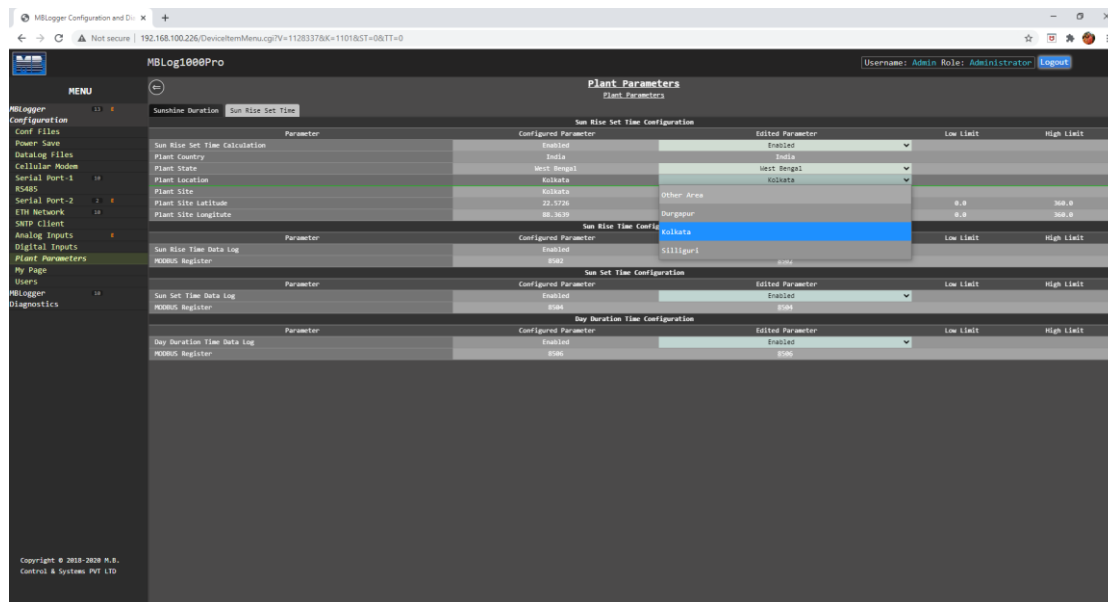 MBLogger Configuration and Di
Not secure 192.168.100.226/DeviceItemMenu.cgi?V=1128337&K=1101&ST=0&TT=0
MBLog1000Pro
Username: Admin Role: Administrator Logout
MENU
MBLogger Configuration
Conf Files
Power Save
DataLog Files
Cellular Modem
Serial Port-1
RS485
Serial Port-2
ETH Network
SNTP Client
Analog Inputs
Digital Inputs
Plant Parameters
My Page
Users
MBLogger
Diagnostics
Copyright © 2018-2020 M.B.
Control & Systems PVT LTD
Plant Parameters
Plant Parameters
Sunshine Duration Sun Rise Set Time
Sun Rise Set Time Configuration
Parameter Configured Parameter Edited Parameter Low Limit High Limit
Sun Rise Set Time Calculation Enabled Enabled
Plant Country India India
Plant State West Bengal West Bengal
Plant Location Kolkata Kolkata
Other Area
Durgapur
Kolkata
Silliguri
Plant Site Kolkata
Plant Site Latitude 22.5726 0.0 360.0
Plant Site Longitute 88.3639 0.0 360.0
Sun Rise Time Config
Parameter Configured Parameter Low Limit High Limit
Sun Rise Time Data Log Enabled
MODBUS Register 8502
Sun Set Time Configuration
Parameter Configured Parameter Edited Parameter Low Limit High Limit
Sun Set Time Data Log Enabled Enabled
MODBUS Register 8504 8504
Day Duration Time Configuration
Parameter Configured Parameter Edited Parameter Low Limit High Limit
Day Duration Time Data Log Enabled Enabled
MODBUS Register 8506 8506